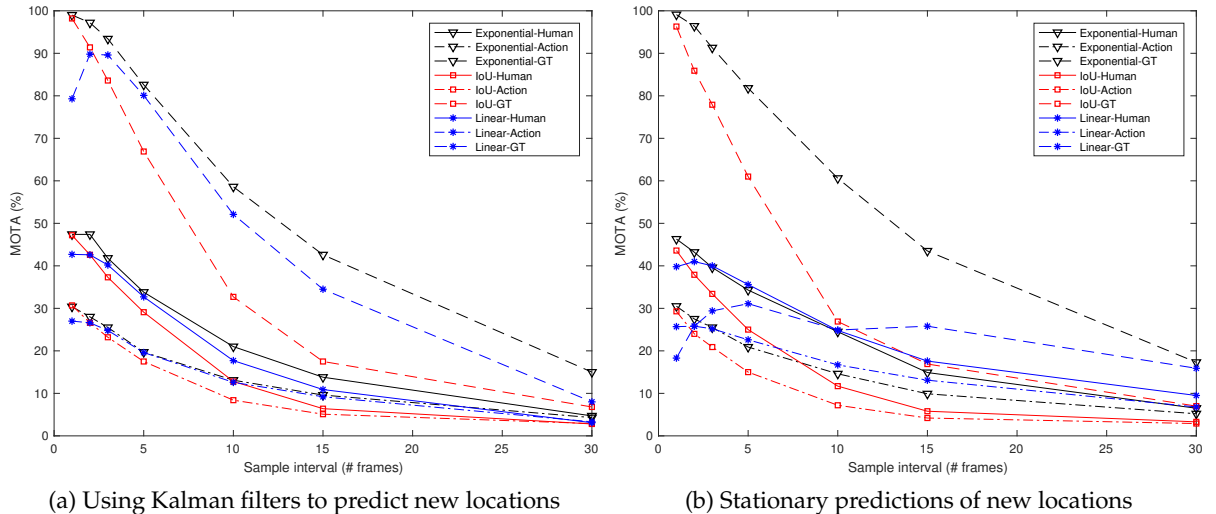 100
90
80
70
60
50
40
30
20
10
0
MOTA (%)
0 5 10 15 20 25 30
Sample interval (# frames)
Exponential-Human
Exponential-Action
Exponential-GT
IoU-Human
IoU-Action
IoU-GT
Linear-Human
Linear-Action
Linear-GT
(a) Using Kalman filters to predict new locations
100
90
80
70
60
50
40
30
20
10
0
MOTA (%)
0 5 10 15 20 25 30
Sample interval (# frames)
Exponential-Human
Exponential-Action
Exponential-GT
IoU-Human
IoU-Action
IoU-GT
Linear-Human
Linear-Action
Linear-GT
(b) Stationary predictions of new locations